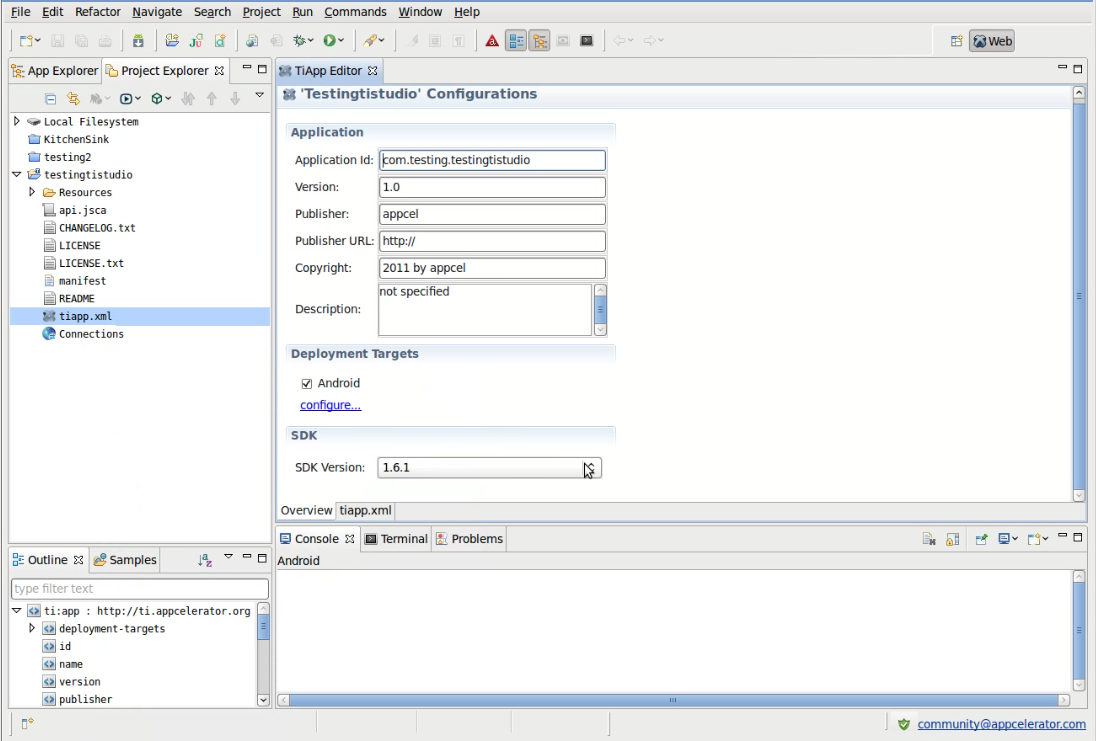 File Edit Refactor Navigate Search Project Run Commands Window Help
Web
App Explorer Project Explorer
Local Filesystem
KitchenSink
testing2
testingtistudio
Resources
api.jsca
CHANGELOG.txt
LICENSE
LICENSE.txt
manifest
README
tiapp.xml
Connections
TiApp Editor
'Testingtistudio' Configurations
Application
Application Id: com.testing.testingtistudio
Version: 1.0
Publisher: appcel
Publisher URL: http://
Copyright: 2011 by appcel
Description: not specified
Deployment Targets
Android
configure...
SDK
SDK Version: 1.6.1
Overview tiapp.xml
Outline Samples
type filter text
ti:app : http://ti.appcelerator.org
deployment-targets
id
name
version
publisher
Console Terminal Problems
Android
community@appcelerator.com